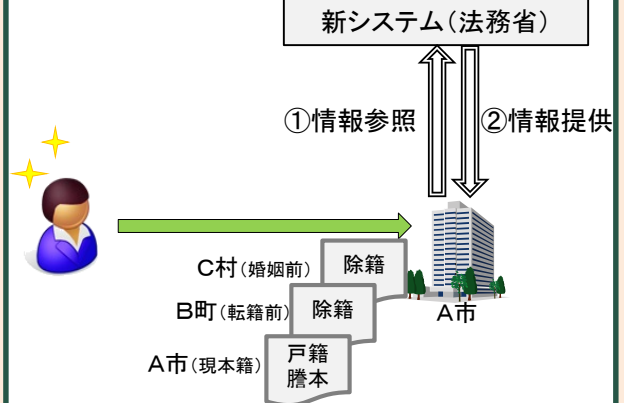 新システム(法務省)
①情報参照
②情報提供
C村(婚姻前)
除籍
B町(転籍前)
除籍
A市
A市(現本籍)
戸籍
謄本